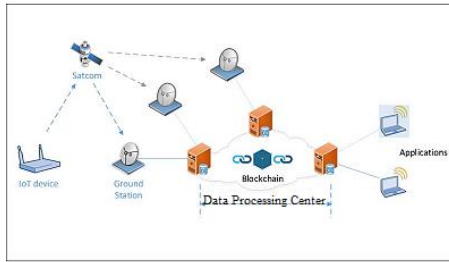 Satcom
IoT device
Ground
Station
Blockchain
Applications
Data Processing Center